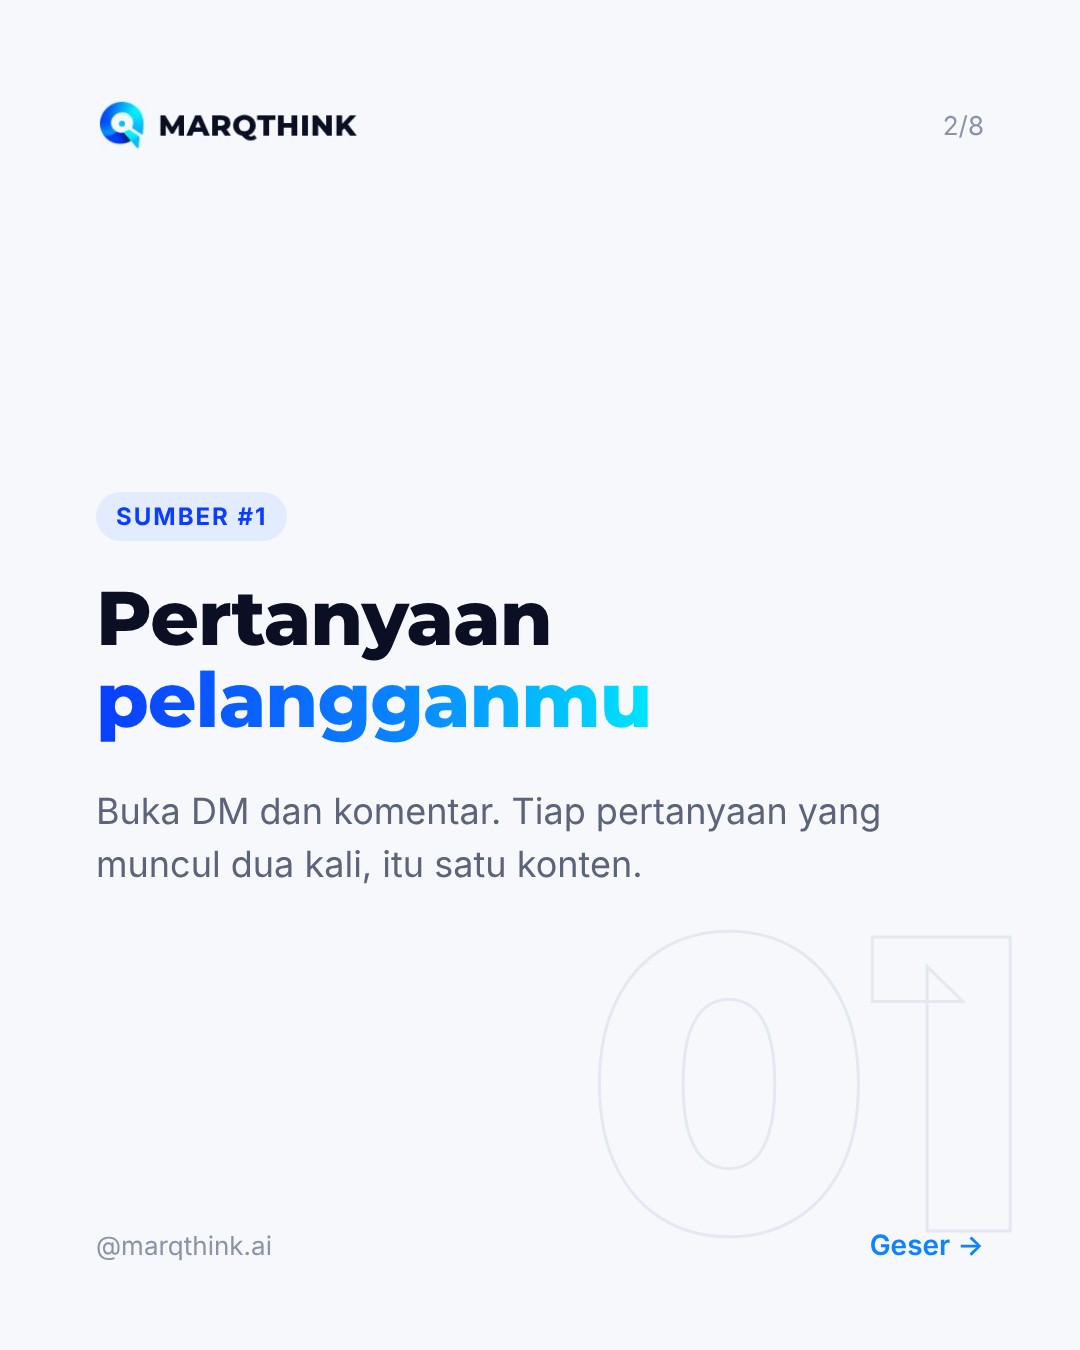 MARQTHINK
2/8
SUMBER #1
Pertanyaan
pelangganmu
Buka DM dan komentar. Tiap pertanyaan yang
muncul dua kali, itu satu konten.
01
@marqthink.ai
Geser →